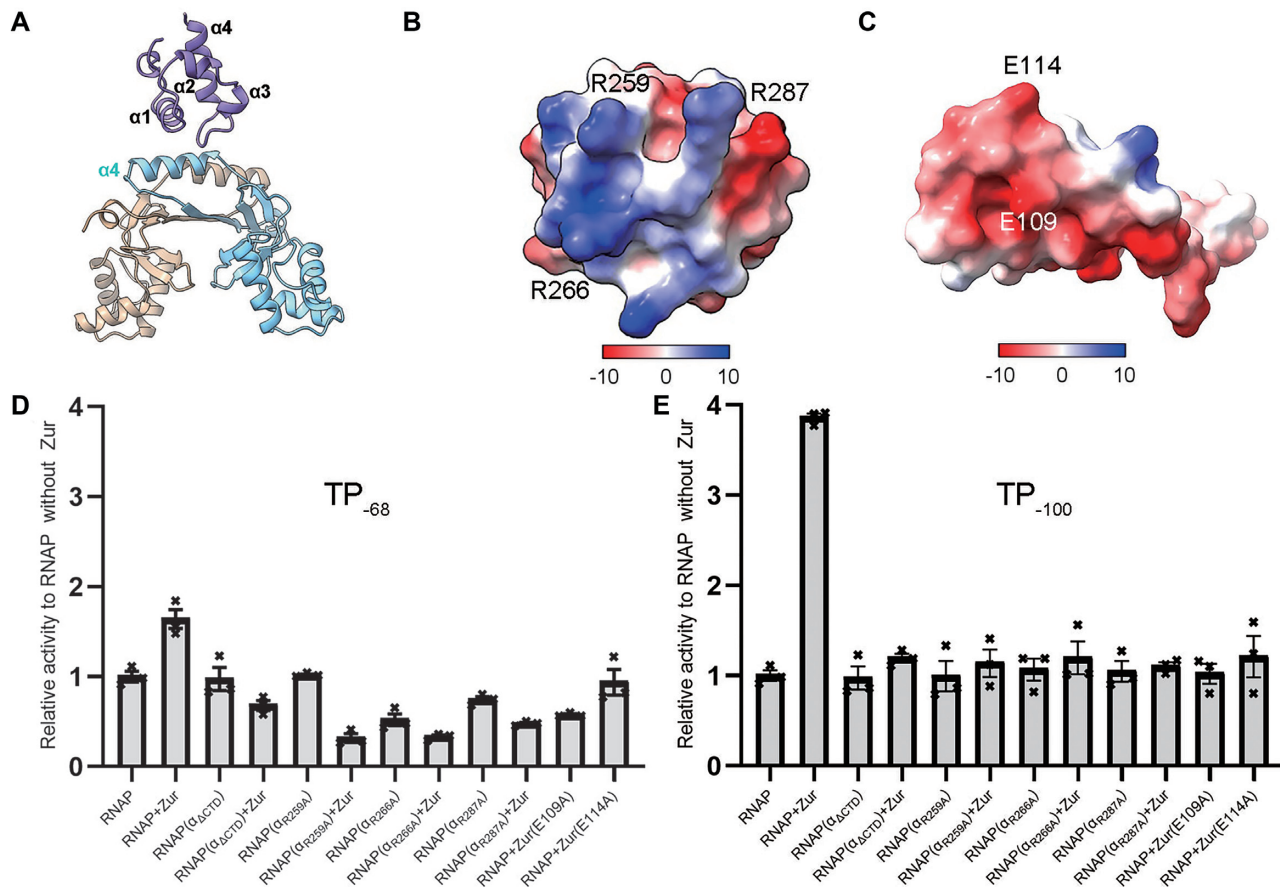 A
α4
α2
α3
α1
α4
B
R259
R287
R266
-10 0 10
C
E114
E109
-10 0 10
D
Relative activity to RNAP without Zur
4
3
2
1
0
TP-68
RNAP
RNAP+Zur
RNAP(αΔCTD)
RNAP(αΔCTD)+Zur
RNAP(αR259A)
RNAP(αR259A)+Zur
RNAP(αR266A)
RNAP(αR266A)+Zur
RNAP(αR287A)
RNAP(αR287A)+Zur
RNAP+Zur(E109A)
RNAP+Zur(E114A)
E
Relative activity to RNAP without Zur
4
3
2
1
0
TP-100
RNAP
RNAP+Zur
RNAP(αΔCTD)
RNAP(αΔCTD)+Zur
RNAP(αR259A)
RNAP(αR259A)+Zur
RNAP(αR266A)
RNAP(αR266A)+Zur
RNAP(αR287A)
RNAP(αR287A)+Zur
RNAP+Zur(E109A)
RNAP+Zur(E114A)